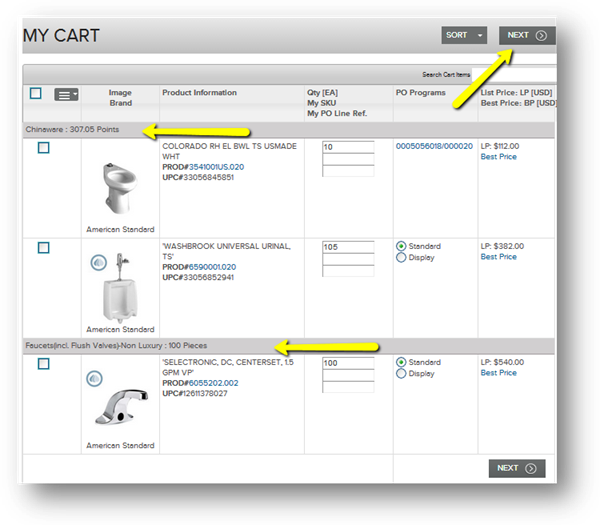 MY CART
SORT
NEXT
Search Cart Items
Image
Brand
Product Information
Qty [EA]
My SKU
My PO Line Ref.
PO Programs
List Price: LP [USD]
Best Price: BP [USD]
Chinaware : 307.05 Points
COLORADO RH EL BWL TS USMADE
WHT
PROD#3541001US.020
UPC#33056845851
American Standard
10
0005056018/000020
LP: $112.00
Best Price
'WASHBROOK UNIVERSAL URINAL,
TS'
PROD#6590001.020
UPC#33056852941
American Standard
105
Standard
Display
LP: $382.00
Best Price
Faucets(incl. Flush Valves)-Non Luxury : 100 Pieces
'SELECTRONIC, DC, CENTERSET, 1.5
GPM VP'
PROD#6055202.002
UPC#12611378027
American Standard
100
Standard
Display
LP: $540.00
Best Price
NEXT